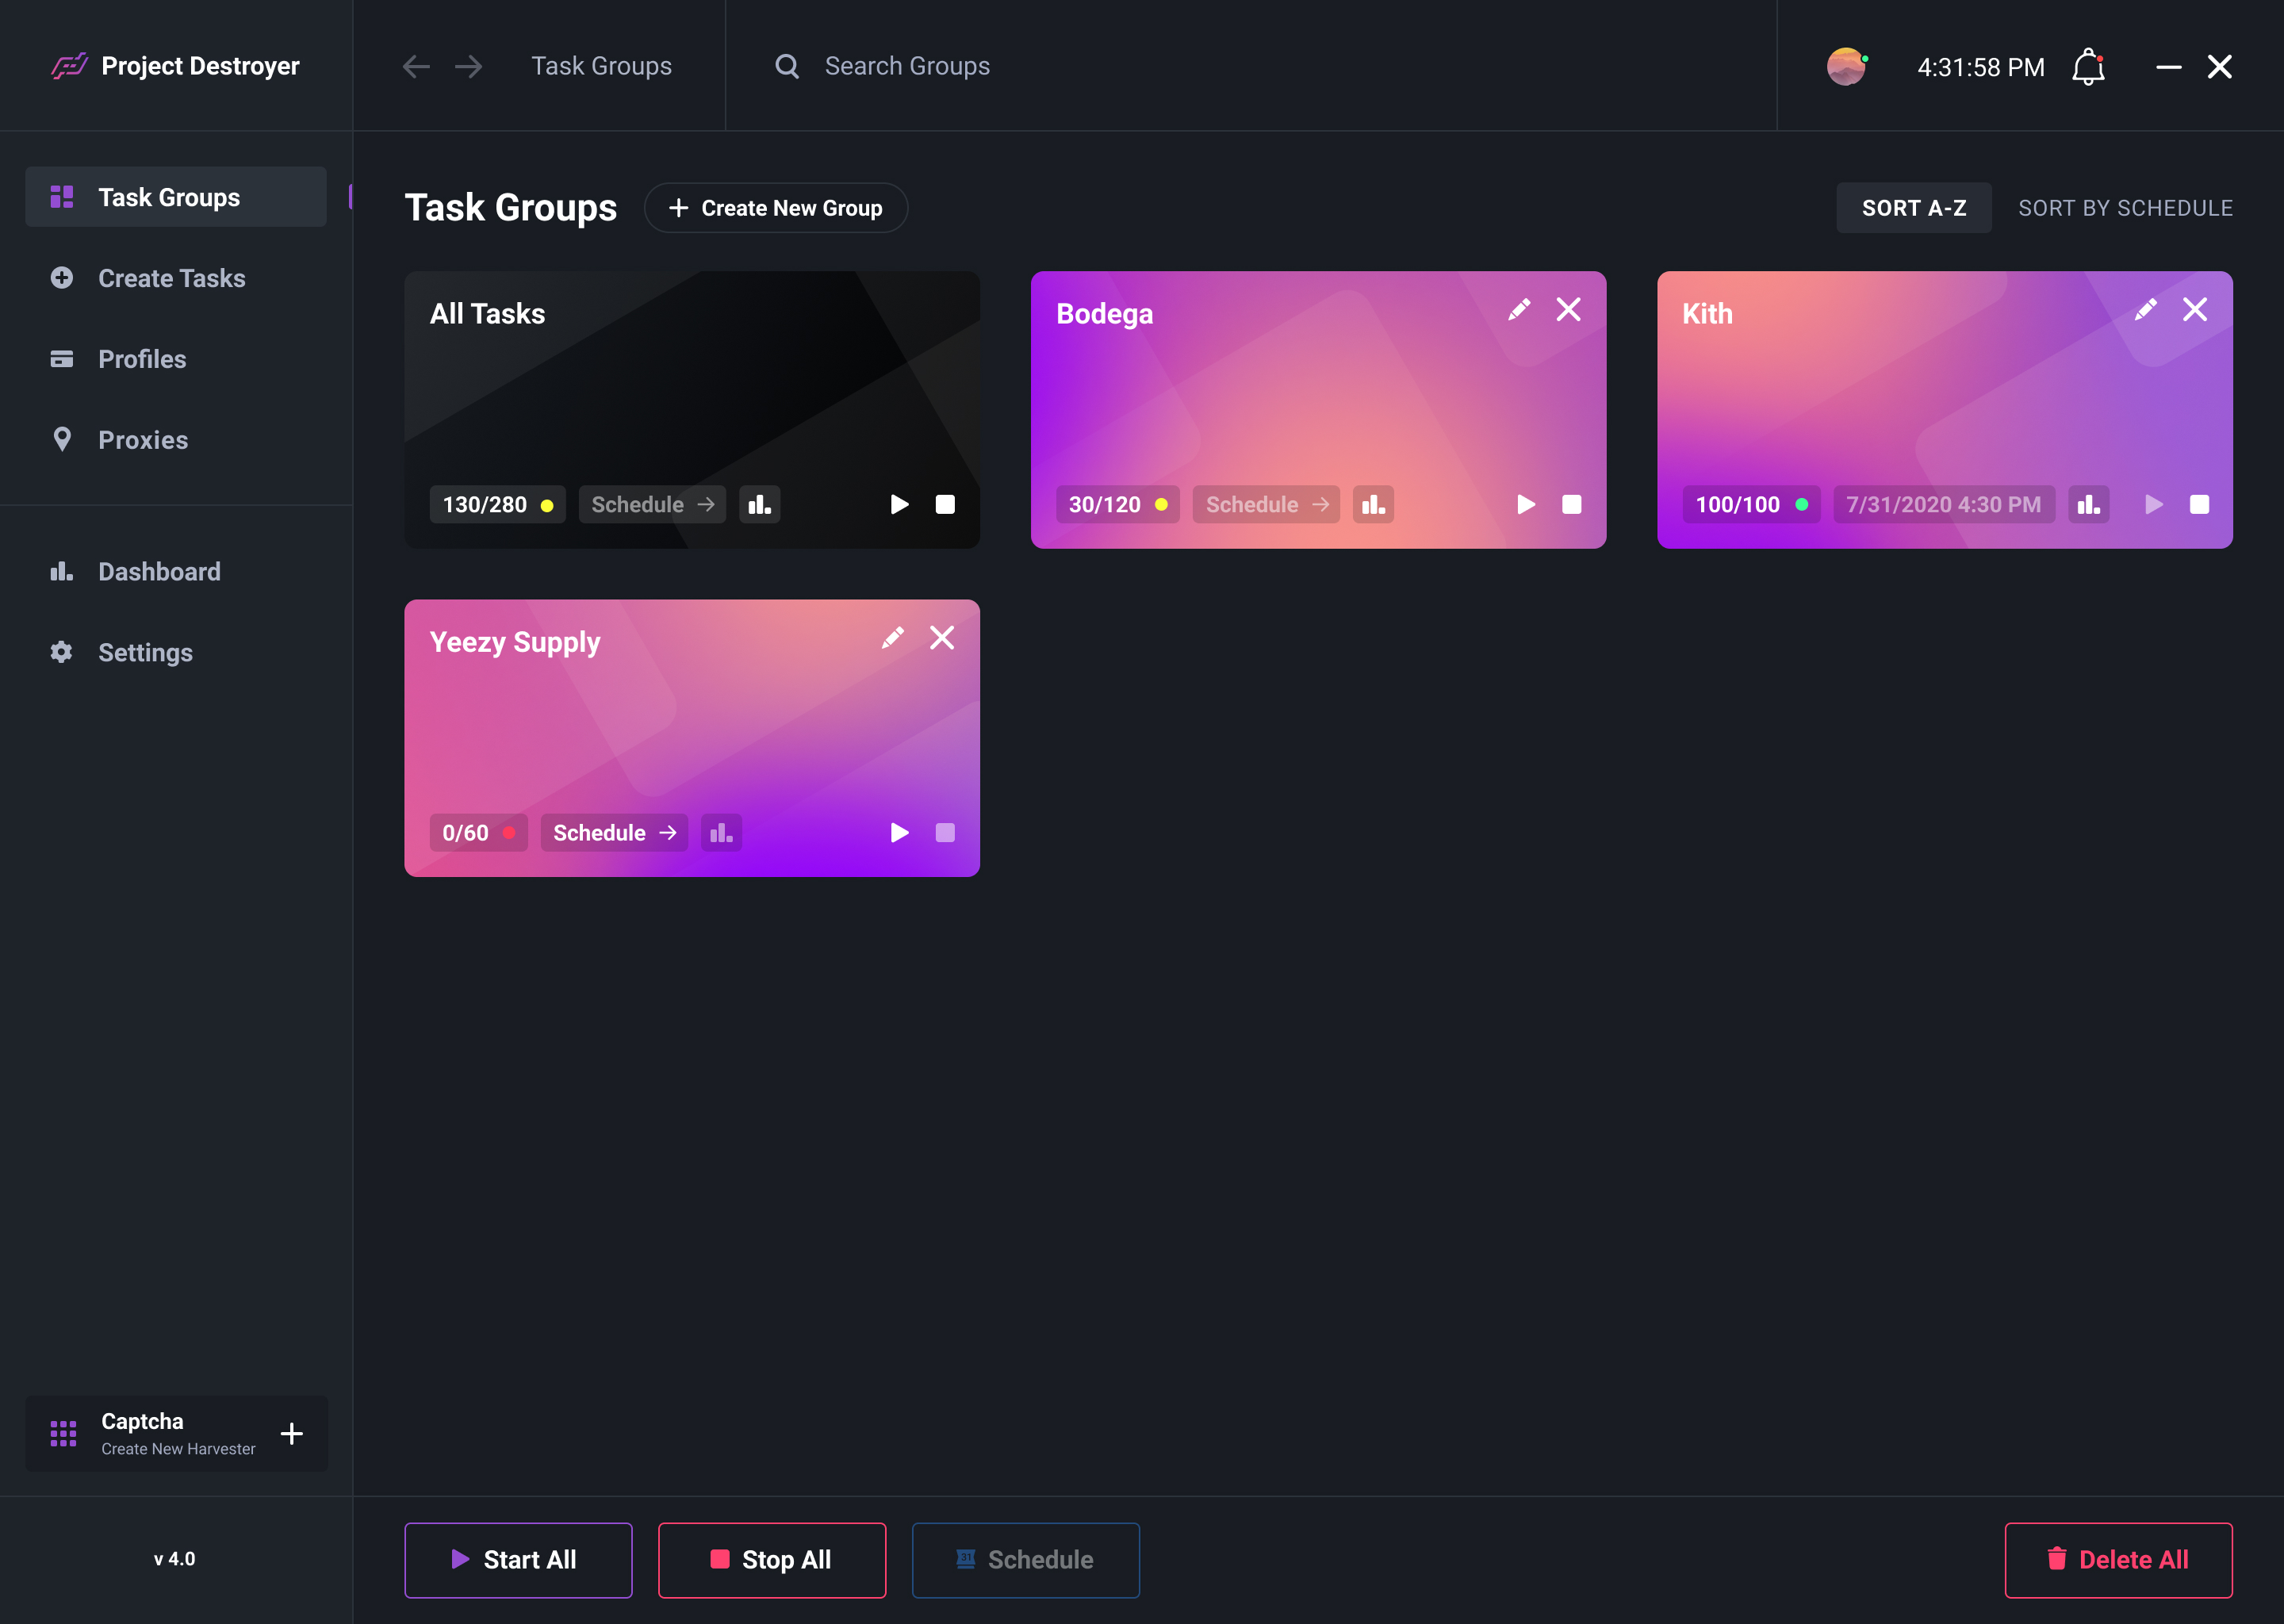 Project Destroyer
Task Groups
Search Groups
4:31:58 PM
Task Groups
Create Tasks
Profiles
Proxies
Dashboard
Settings
Captcha
Create New Harvester
v 4.0
Task Groups
Create New Group
SORT A-Z
SORT BY SCHEDULE
All Tasks
130/280
Schedule
Bodega
30/120
Schedule
Kith
100/100
7/31/2020 4:30 PM
Yeezy Supply
0/60
Schedule
Start All
Stop All
31
Schedule
Delete All